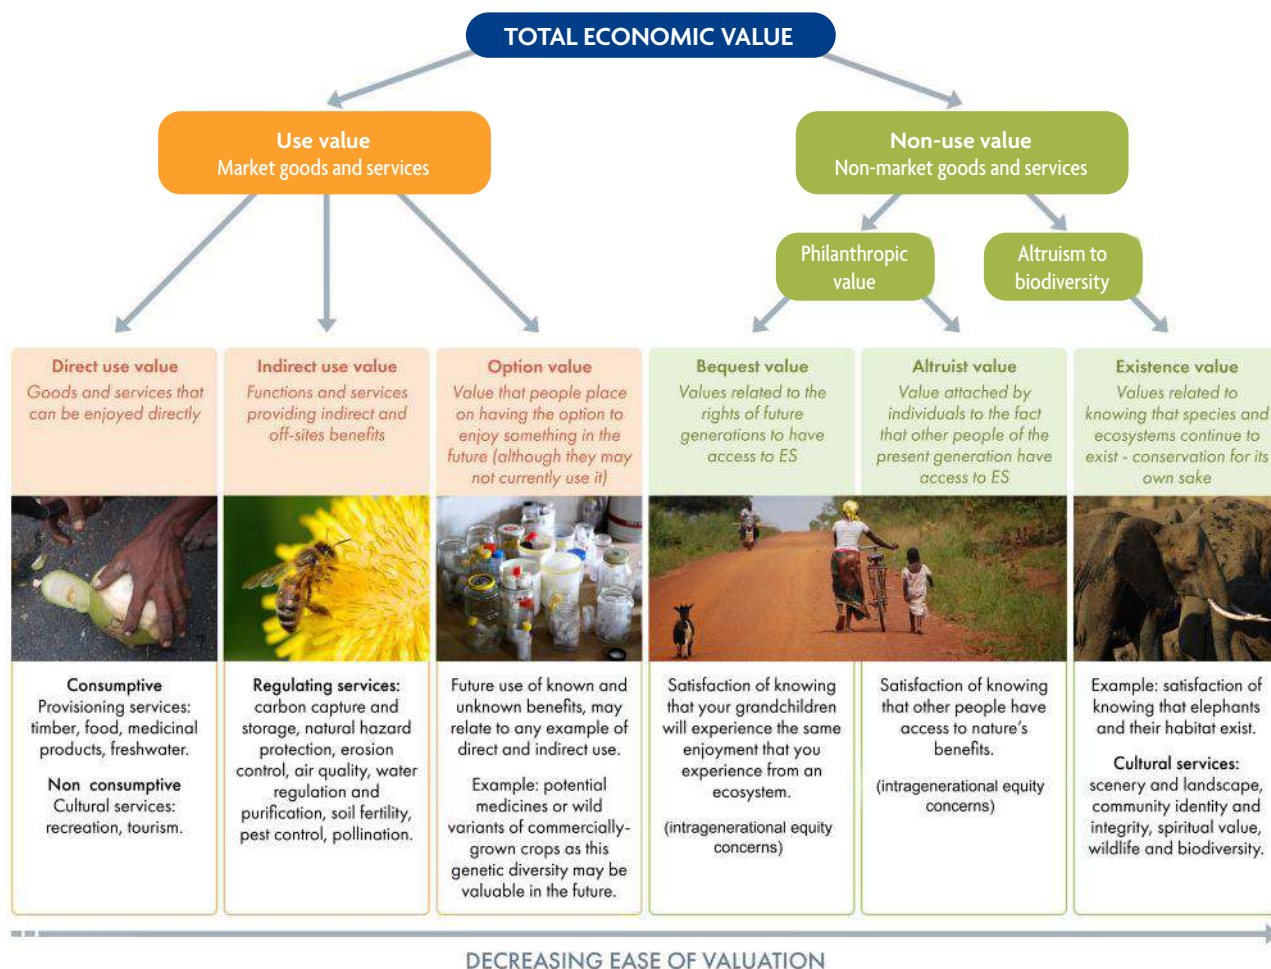 TOTAL ECONOMIC VALUE
Use value
Market goods and services
Non-use value
Non-market goods and services
Philanthropic
value
Altruism to
biodiversity
Direct use value
Goods and services that
can be enjoyed directly
Indirect use value
Functions and services
providing indirect and
off-sites benefits
Option value
Value that people place
on having the option to
enjoy something in the
future (although they may
not currently use it)
Bequest value
Values related to the
rights of future
generations to have
access to ES
Altruist value
Value attached by
individuals to the fact
that other people of the
present generation have
access to ES
Existence value
Values related to
knowing that species and
ecosystems continue to
exist - conservation for its
own sake
Consumptive
Provisioning services:
timber, food, medicinal
products, freshwater.
Non consumptive
Cultural services:
recreation, tourism.
Regulating services:
carbon capture and
storage, natural hazard
protection, erosion
control, air quality, water
regulation and
purification, soil fertility,
pest control, pollination.
Future use of known and
unknown benefits, may
relate to any example of
direct and indirect use.
Example: potential
medicines or wild
variants of commercially-
grown crops as this
genetic diversity may be
valuable in the future.
Satisfaction of knowing
that your grandchildren
will experience the same
enjoyment that you
experience from an
ecosystem.
(intragenerational equity
concerns)
Satisfaction of knowing
that other people have
access to nature's
benefits.
(intragenerational equity
concerns)
Example: satisfaction of
knowing that elephants
and their habitat exist.
Cultural services:
scenery and landscape,
community identity and
integrity, spiritual value,
wildlife and biodiversity.
DECREASING EASE OF VALUATION